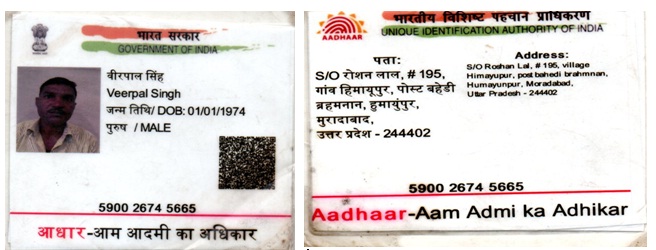 भारत सरकार
GOVERNMENT OF INDIA
वीरपाल सिंह
Veerpal Singh
जन्म तिथि/ DOB: 01/01/1974
पुरुष / MALE
5900 2674 5665
आधार-आम आदमी का अधिकार
AADHAAR
भारतीय विशिष्ट पहचान प्राधिकरण
UNIQUE IDENTIFICATION AUTHORITY OF INDIA
पता:
S/O रोशन लाल, # 195,
गांव हिमायूपुर, पोस्ट बहेडी
ब्रहमनान, हुमायुंपुर,
मुरादाबाद,
उत्तर प्रदेश - 244402
Address:
S/O Roshan Lal, # 195, village
Himayupur, post bahedi brahmnan,
Humayunpur, Moradabad,
Uttar Pradesh - 244402
5900 2674 5665
Aadhaar-Aam Admi ka Adhikar